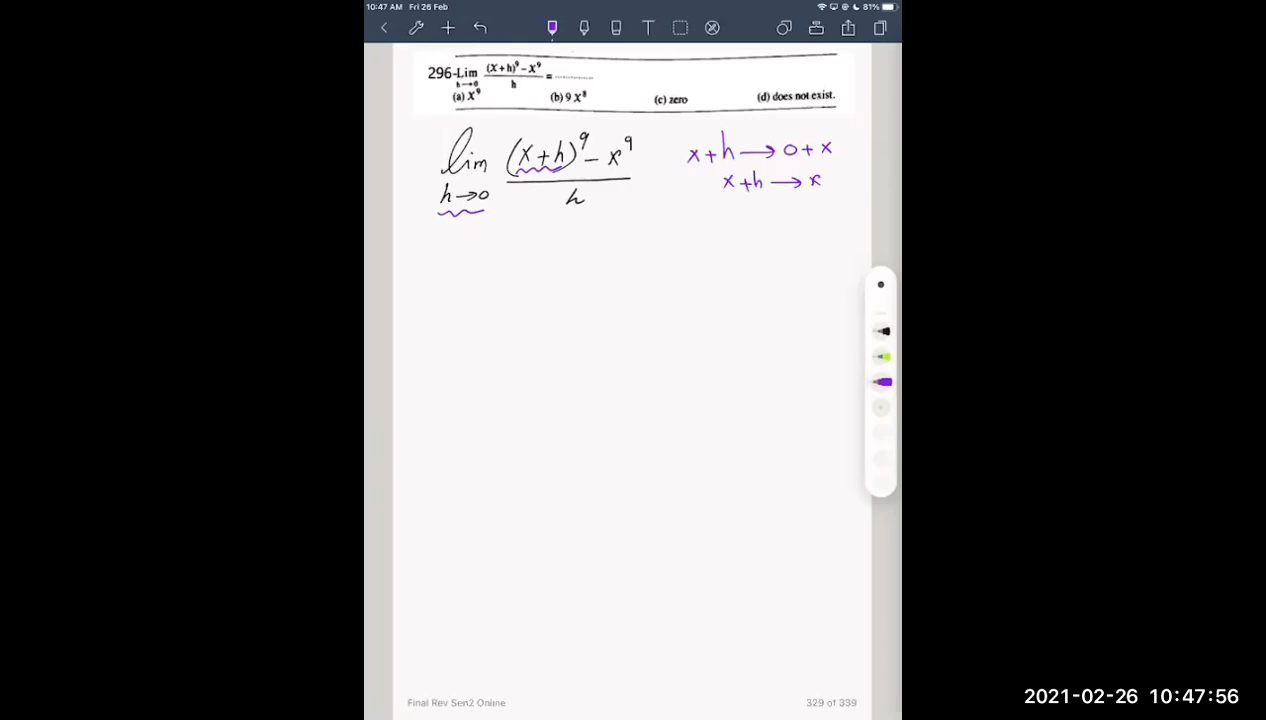 10:47 AM Fri 26 Feb
81%
296-Lim (X+h)⁹-X⁹ / h = ............
h→0
(a) X⁹ (b) 9 X⁸ (c) zero (d) does not exist.
lim (x+h)⁹ - x⁹ / h
h→0
x+h → 0+x
x+h → x
Final Rev Sen2 Online
329 of 339
2021-02-26 10:47:56